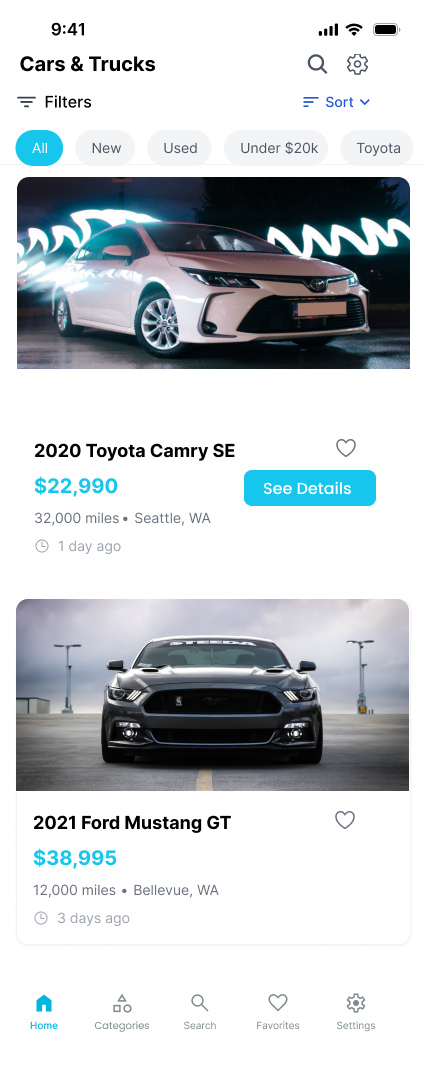 9:41
Cars & Trucks
Filters
Sort
All New Used Under $20k Toyota
2020 Toyota Camry SE
$22,990
See Details
32,000 miles • Seattle, WA
1 day ago
STEEDA
2021 Ford Mustang GT
$38,995
12,000 miles • Bellevue, WA
3 days ago
Home Categories Search Favorites Settings